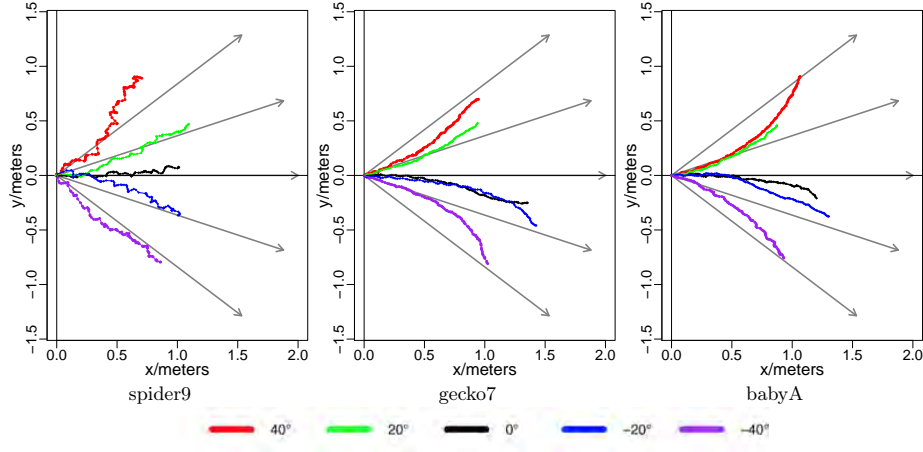 1.5 1.5 1.5
1.0 1.0 1.0
0.5 0.5 0.5
y/meters y/meters y/meters
0.0 0.0 0.0
−0.5 −0.5 −0.5
−1.0 −1.0 −1.0
−1.5 −1.5 −1.5
0.0 0.5 1.0 1.5 2.0 0.0 0.5 1.0 1.5 2.0 0.0 0.5 1.0 1.5 2.0
x/meters x/meters x/meters
spider9 gecko7 babyA
40° 20° 0° −20° −40°